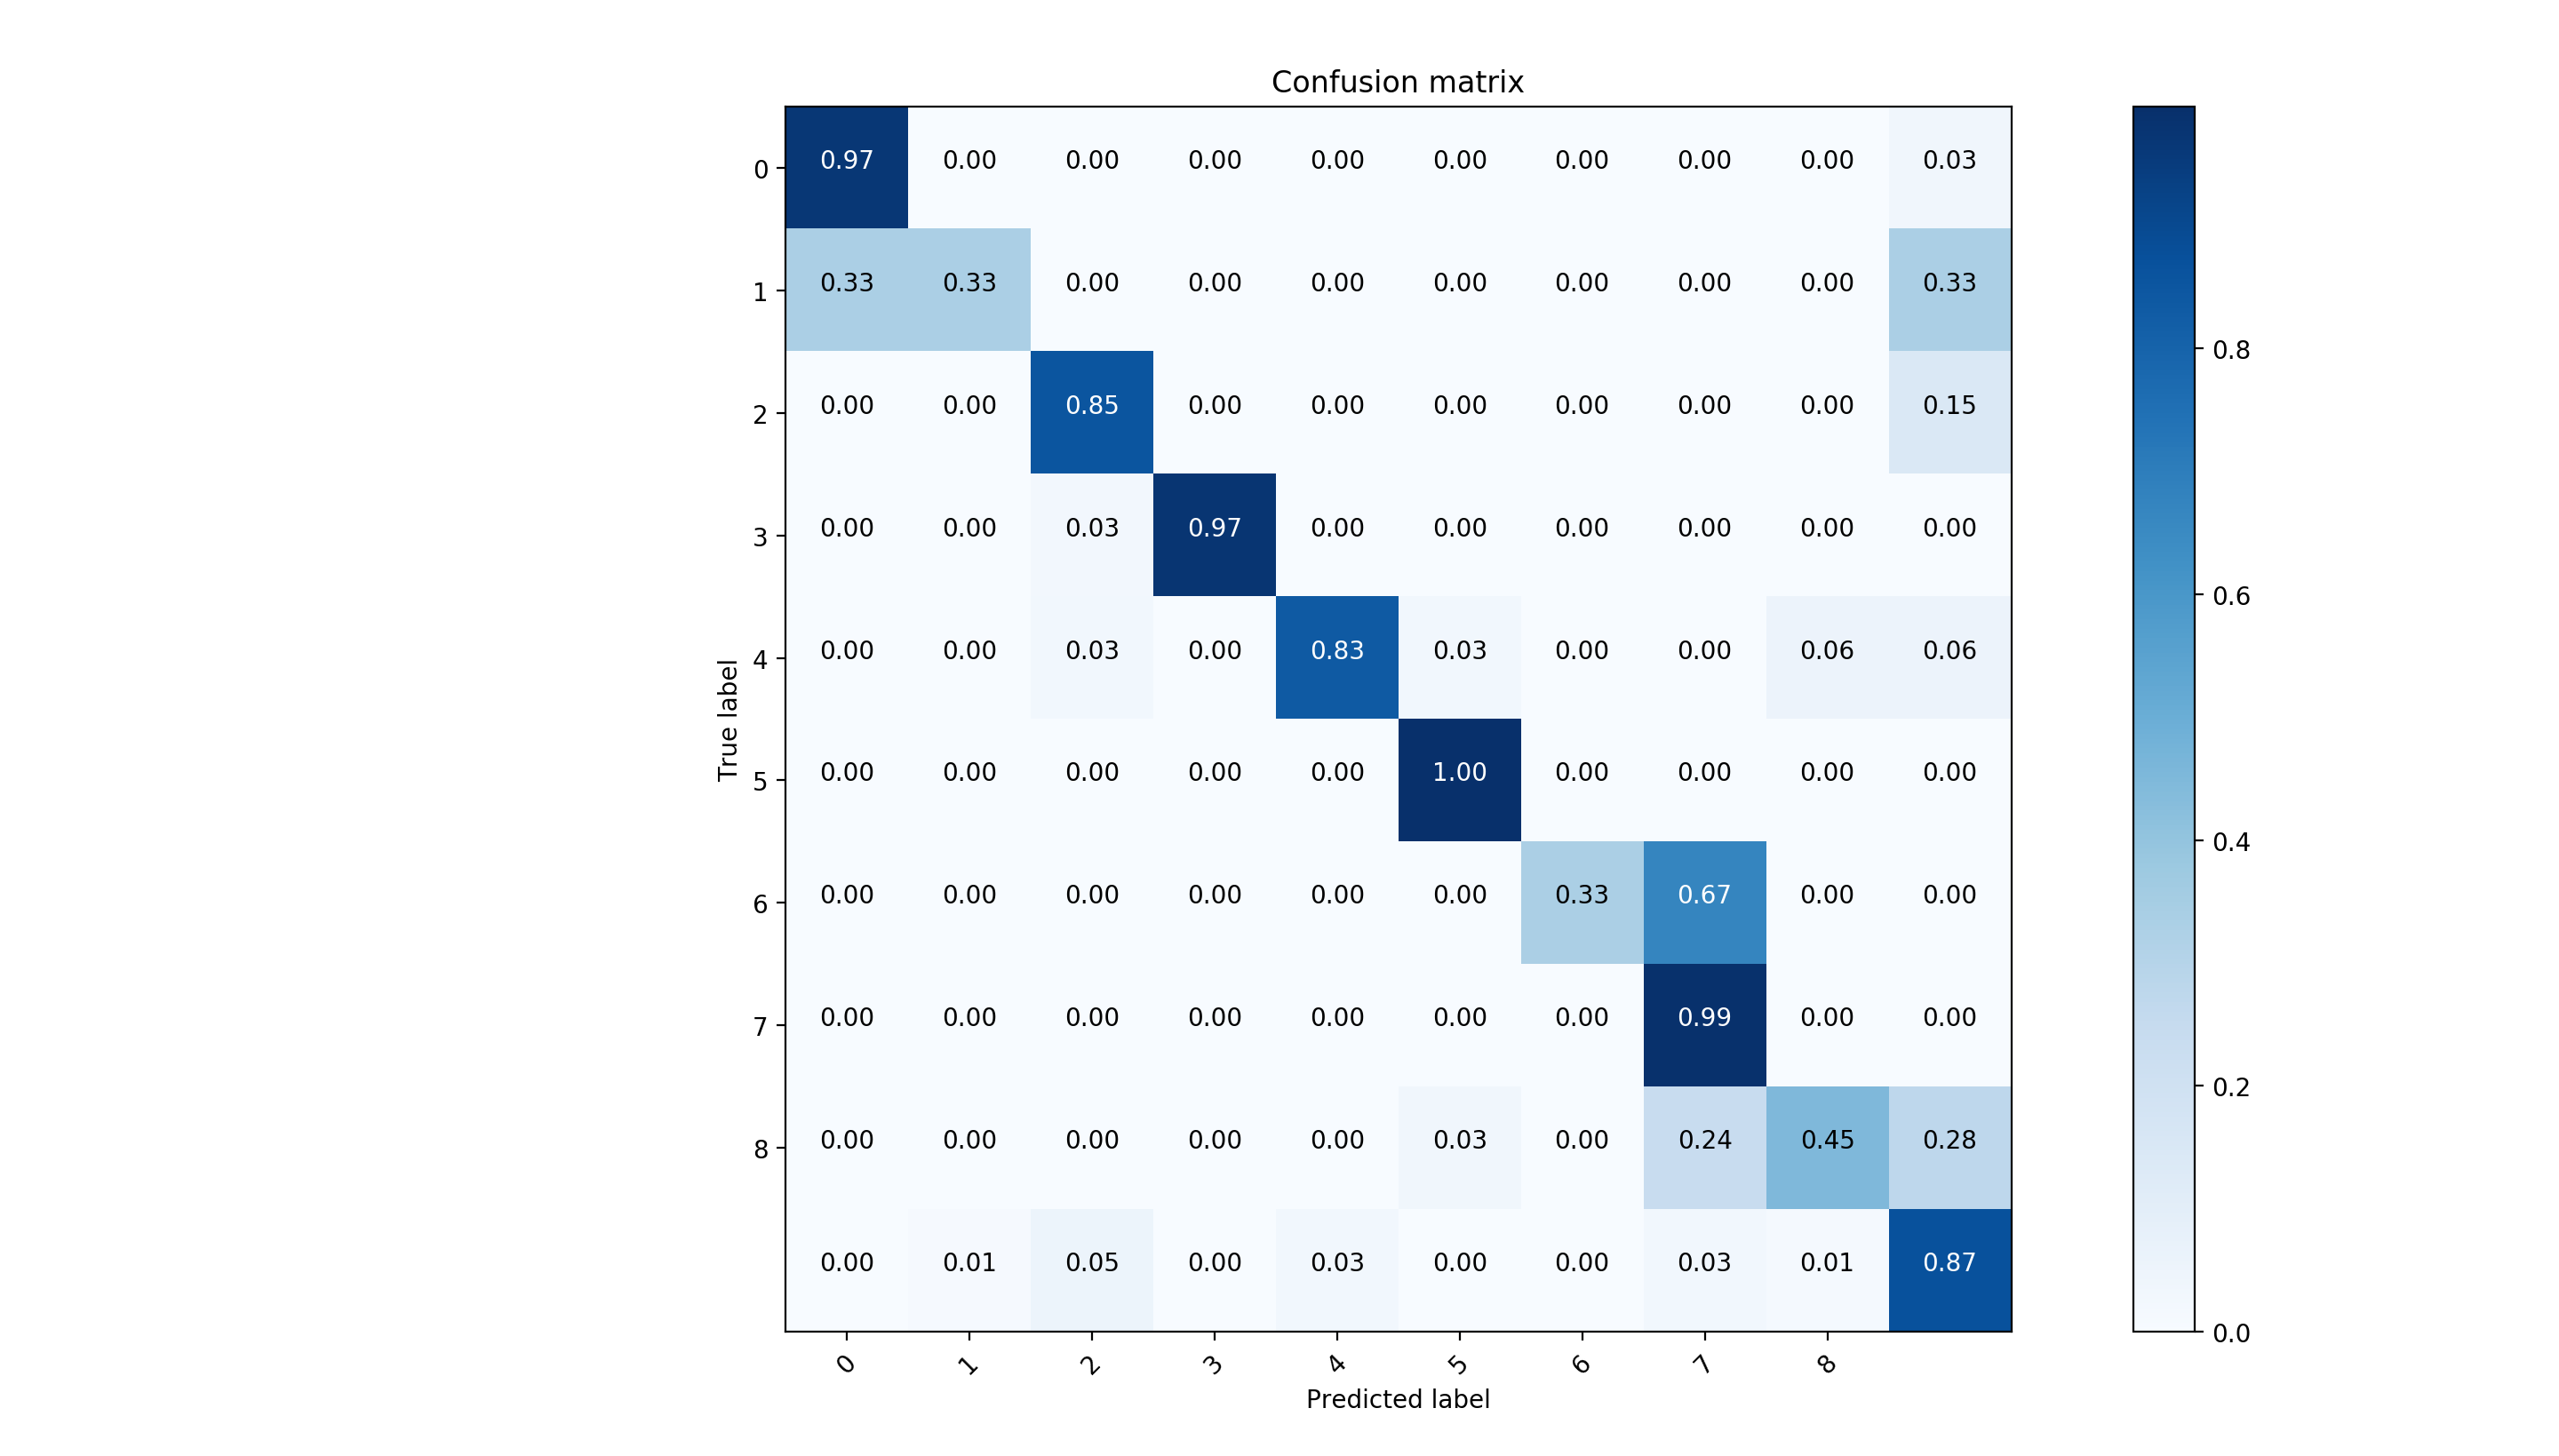 Confusion matrix
0 0.97 0.00 0.00 0.00 0.00 0.00 0.00 0.00 0.00 0.03
1 0.33 0.33 0.00 0.00 0.00 0.00 0.00 0.00 0.00 0.33
2 0.00 0.00 0.85 0.00 0.00 0.00 0.00 0.00 0.00 0.15
3 0.00 0.00 0.03 0.97 0.00 0.00 0.00 0.00 0.00 0.00
4 0.00 0.00 0.03 0.00 0.83 0.03 0.00 0.00 0.06 0.06
5 0.00 0.00 0.00 0.00 0.00 1.00 0.00 0.00 0.00 0.00
6 0.00 0.00 0.00 0.00 0.00 0.00 0.33 0.67 0.00 0.00
7 0.00 0.00 0.00 0.00 0.00 0.00 0.00 0.99 0.00 0.00
8 0.00 0.00 0.00 0.00 0.00 0.03 0.00 0.24 0.45 0.28
0.00 0.01 0.05 0.00 0.03 0.00 0.00 0.03 0.01 0.87
0 1 2 3 4 5 6 7 8
Predicted label
True label
0.8
0.6
0.4
0.2
0.0